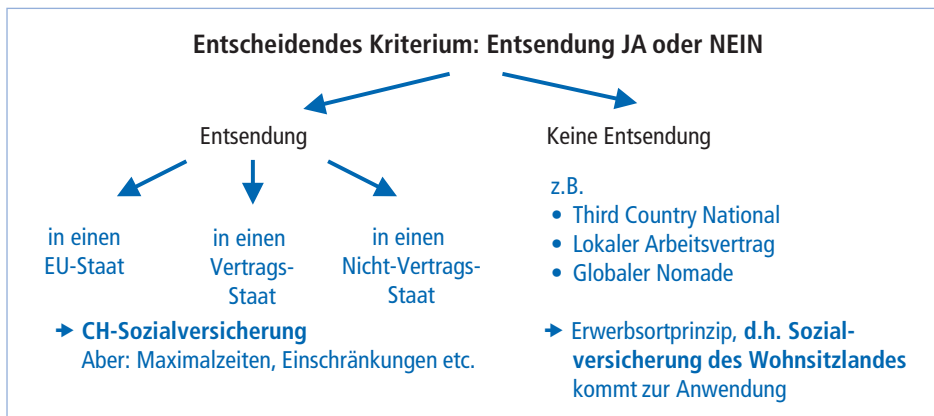 Entscheidendes Kriterium: Entsendung JA oder NEIN
Entsendung
in einen
EU-Staat
in einen
Vertrags-
Staat
in einen
Nicht-Vertrags-
Staat
➔ CH-Sozialversicherung
Aber: Maximalzeiten, Einschränkungen etc.
Keine Entsendung
z.B.
• Third Country National
• Lokaler Arbeitsvertrag
• Globaler Nomade
➔ Erwerbsortprinzip, d.h. Sozial-
versicherung des Wohnsitzlandes
kommt zur Anwendung